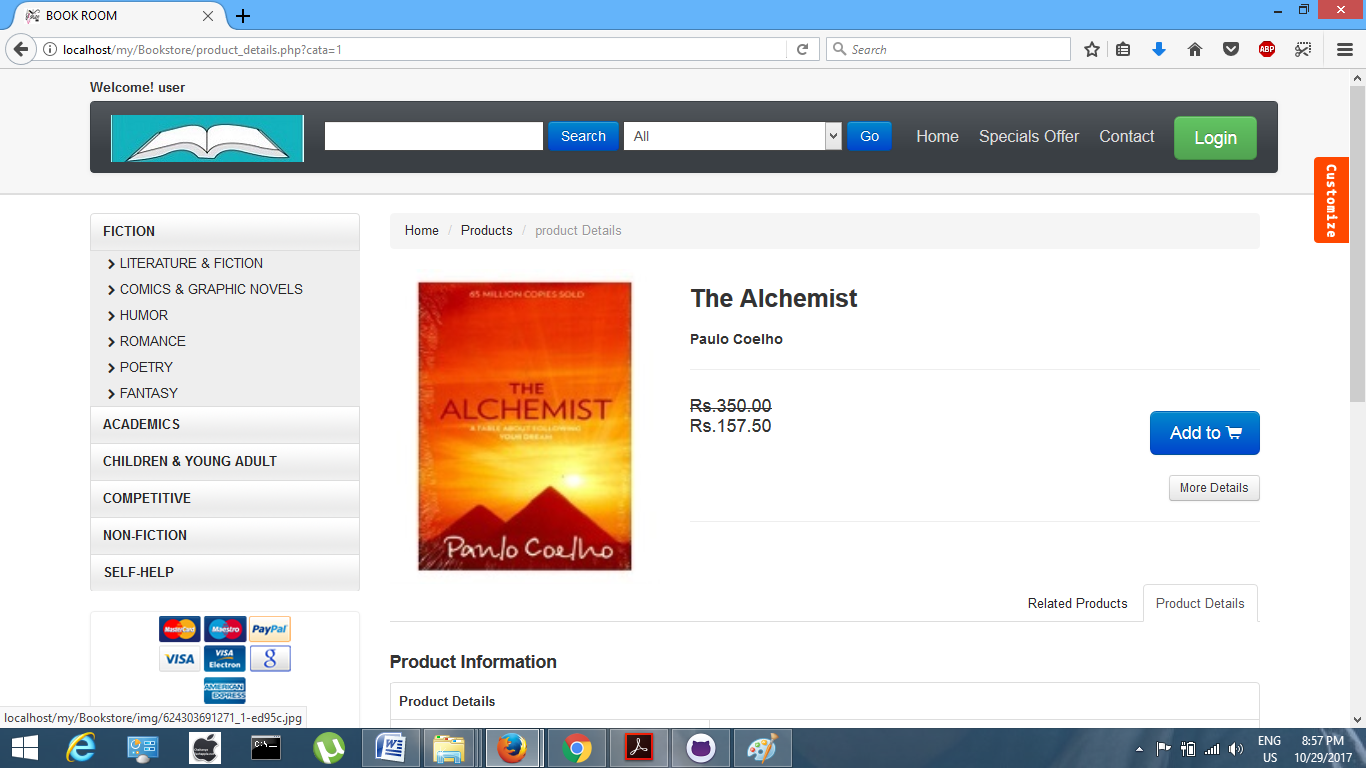 BOOK ROOM
localhost/my/Bookstore/product_details.php?cata=1
Search
ABP
Welcome! user
Search
All
Go
Home
Specials Offer
Contact
Login
Customize
FICTION
LITERATURE & FICTION
COMICS & GRAPHIC NOVELS
HUMOR
ROMANCE
POETRY
FANTASY
ACADEMICS
CHILDREN & YOUNG ADULT
COMPETITIVE
NON-FICTION
SELF-HELP
MasterCard
Maestro
PayPal
VISA
VISA
Electron
g
AMERICAN
EXPRESS
Home / Products / product Details
65 MILLION COPIES SOLD
THE
ALCHEMIST
A FABLE ABOUT FOLLOWING
YOUR DREAM
Paulo Coelho
The Alchemist
Paulo Coelho
Rs.350.00
Rs.157.50
Add to
More Details
Related Products
Product Details
Product Information
Product Details
localhost/my/Bookstore/img/624303691271_1-ed95c.jpg
ENG
US
8:57 PM
10/29/2017